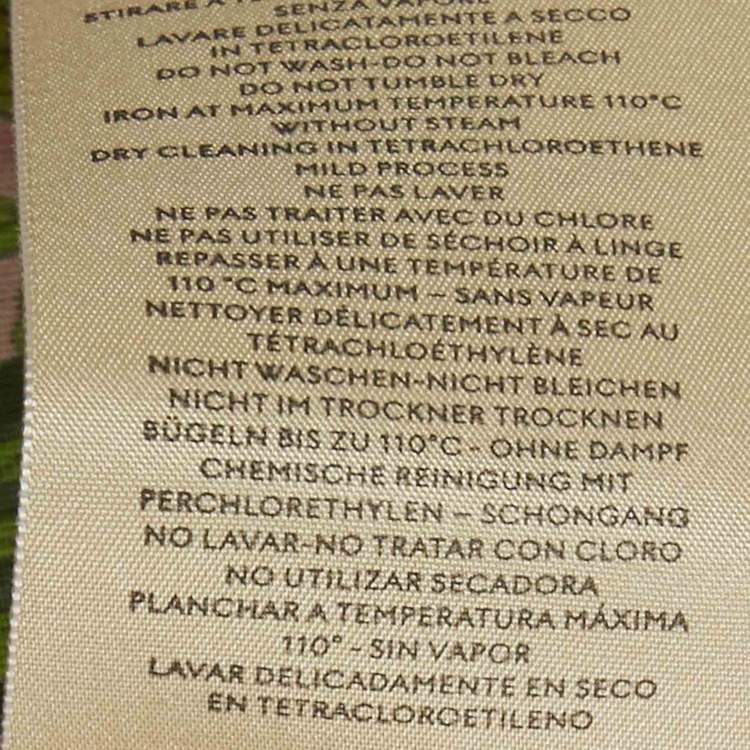 STIRARE A
SENZA VAPORE
LAVARE DELICATAMENTE A SECCO
IN TETRACLOROETILENE
DO NOT WASH-DO NOT BLEACH
DO NOT TUMBLE DRY
IRON AT MAXIMUM TEMPERATURE 110°C
WITHOUT STEAM
DRY CLEANING IN TETRACHLOROETHENE
MILD PROCESS
NE PAS LAVER
NE PAS TRAITER AVEC DU CHLORE
NE PAS UTILISER DE SÉCHOIR À LINGE
REPASSER À UNE TEMPÉRATURE DE
110 °C MAXIMUM – SANS VAPEUR
NETTOYER DÉLICATEMENT À SEC AU
TÉTRACHLOÉTHYLÈNE
NICHT WASCHEN-NICHT BLEICHEN
NICHT IM TROCKNER TROCKNEN
BÜGELN BIS ZU 110°C - OHNE DAMPF
CHEMISCHE REINIGUNG MIT
PERCHLORETHYLEN – SCHONGANG
NO LAVAR-NO TRATAR CON CLORO
NO UTILIZAR SECADORA
PLANCHAR A TEMPERATURA MÁXIMA
110° - SIN VAPOR
LAVAR DELICADAMENTE EN SECO
EN TETRACLOROETILENO